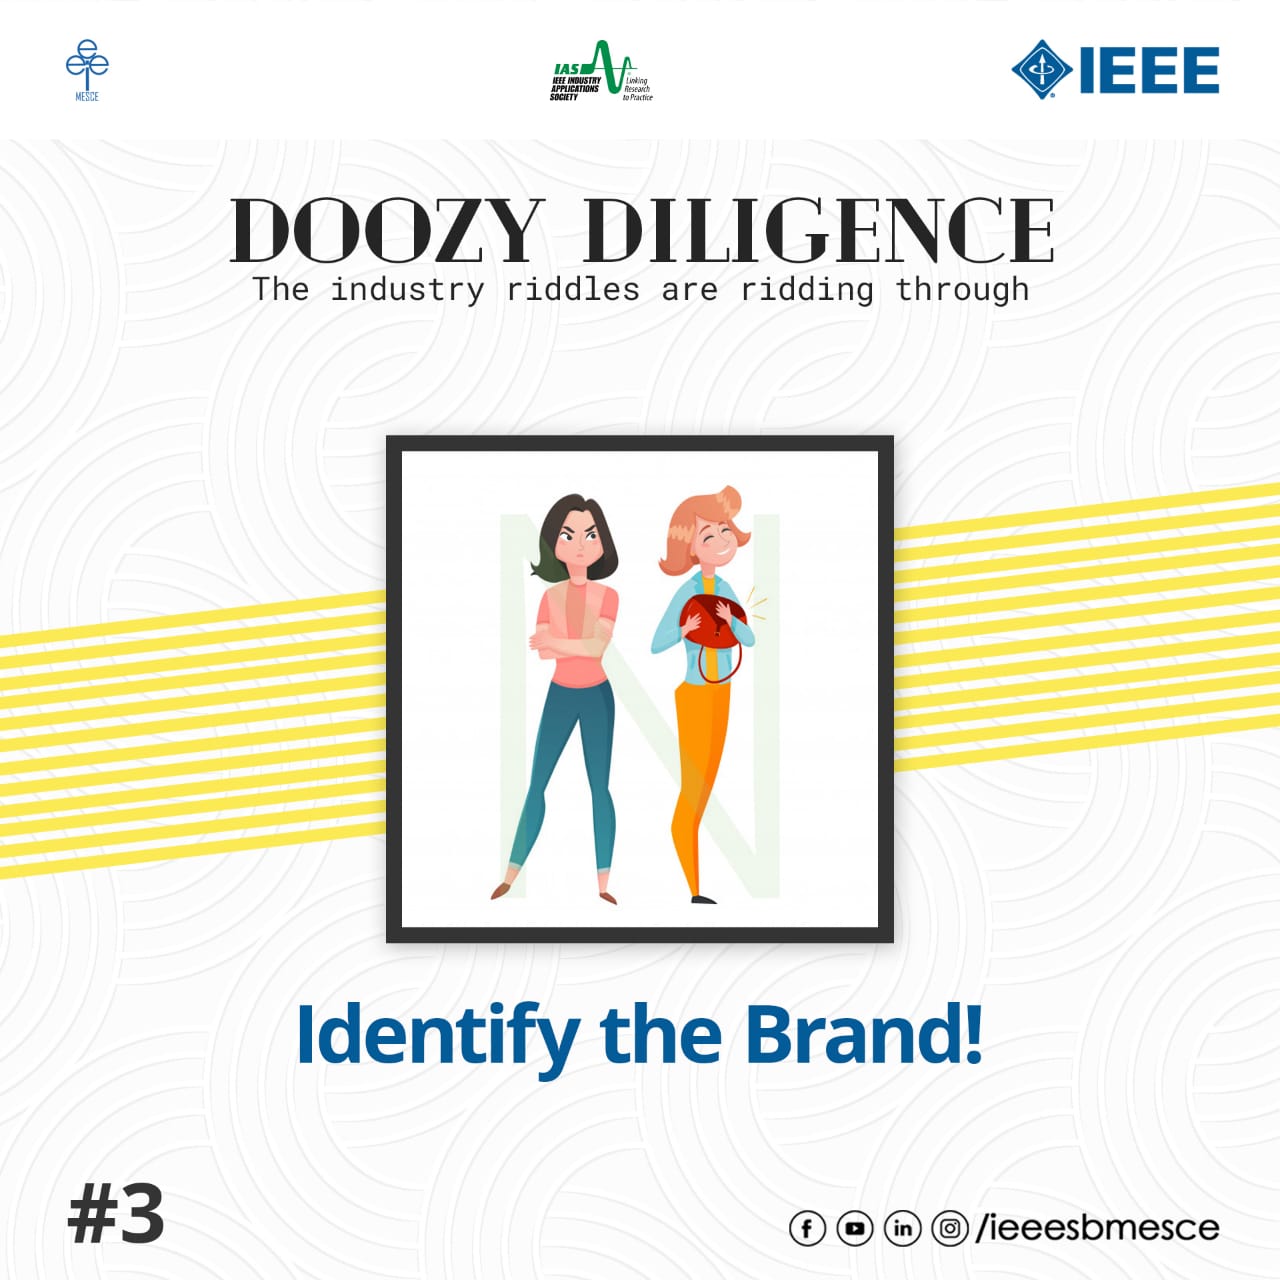 MESCE
IAS
IEEE INDUSTRY
APPLICATIONS
SOCIETY
Linking
Research
to Practice
IEEE
DOOZY DILIGENCE
The industry riddles are ridding through
N
Identify the Brand!
#3
/ieeesbmesce